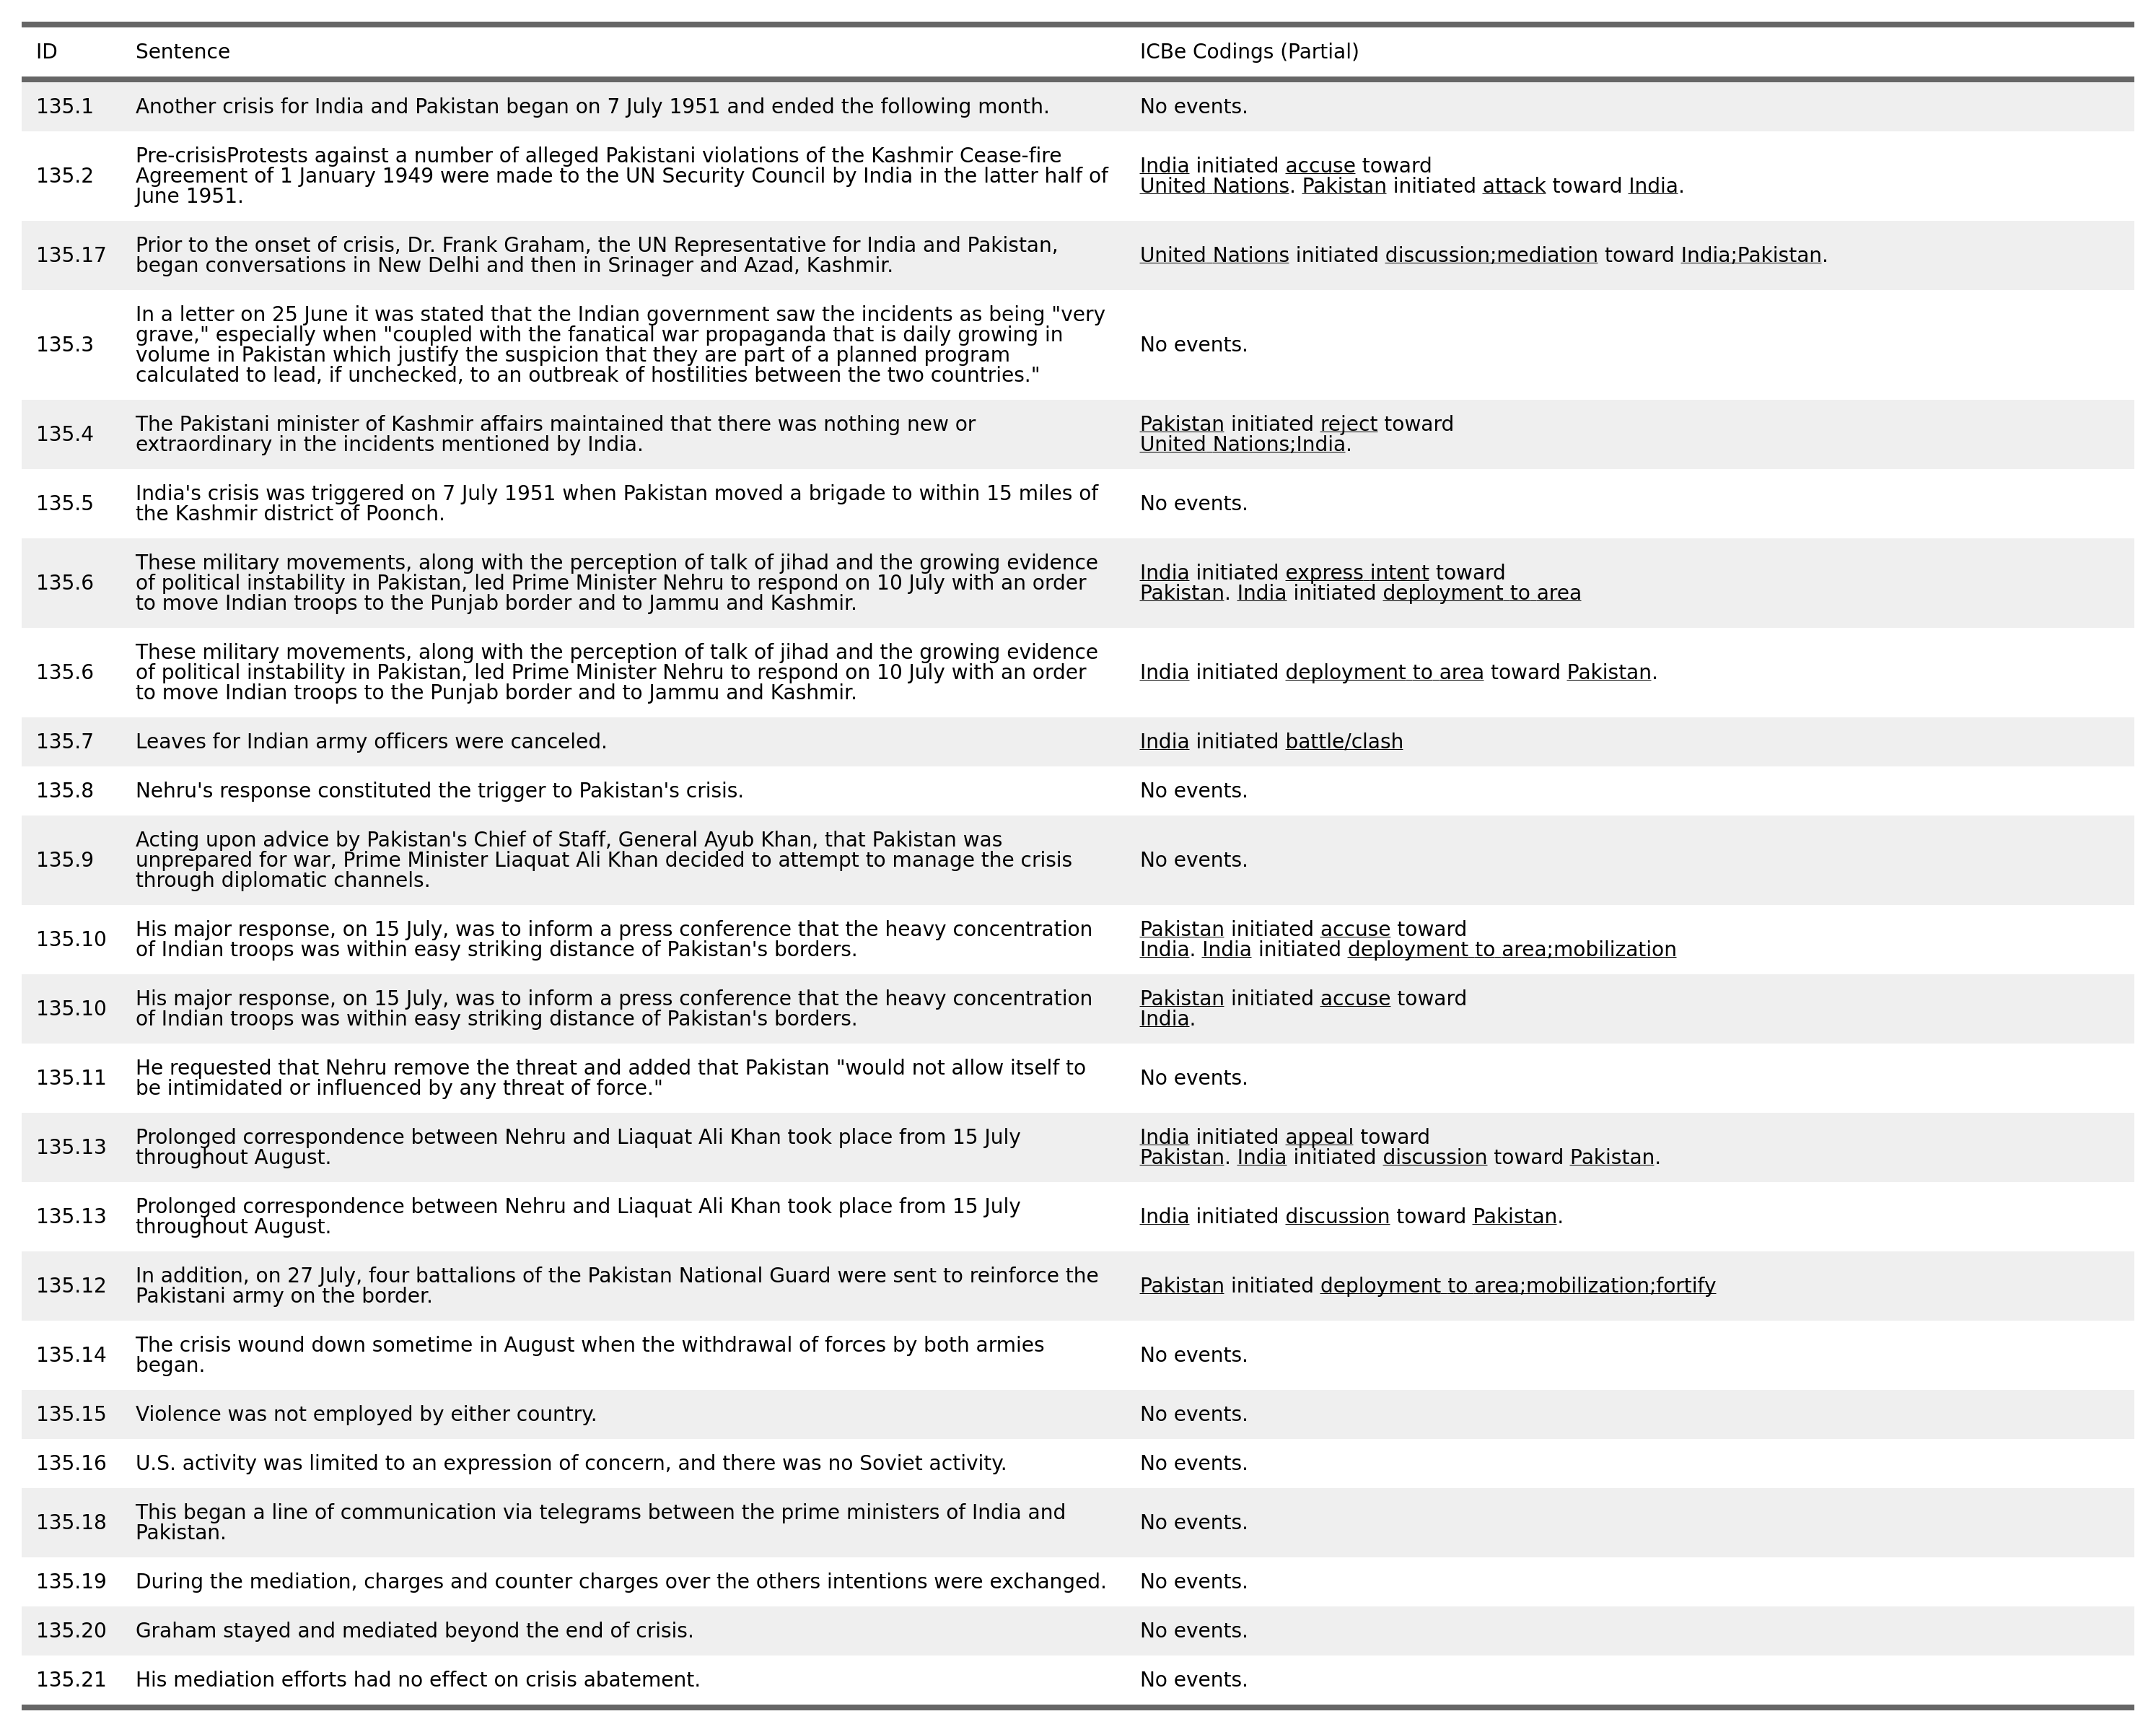 ID Sentence ICBe Codings (Partial)
135.1 Another crisis for India and Pakistan began on 7 July 1951 and ended the following month. No events.
135.2 Pre-crisisProtests against a number of alleged Pakistani violations of the Kashmir Cease-fire
Agreement of 1 January 1949 were made to the UN Security Council by India in the latter half of
June 1951.
India initiated accuse toward
United Nations. Pakistan initiated attack toward India.
135.17 Prior to the onset of crisis, Dr. Frank Graham, the UN Representative for India and Pakistan,
began conversations in New Delhi and then in Srinager and Azad, Kashmir.
United Nations initiated discussion;mediation toward India;Pakistan.
135.3 In a letter on 25 June it was stated that the Indian government saw the incidents as being "very
grave," especially when "coupled with the fanatical war propaganda that is daily growing in
volume in Pakistan which justify the suspicion that they are part of a planned program
calculated to lead, if unchecked, to an outbreak of hostilities between the two countries."
No events.
135.4 The Pakistani minister of Kashmir affairs maintained that there was nothing new or
extraordinary in the incidents mentioned by India.
Pakistan initiated reject toward
United Nations;India.
135.5 India's crisis was triggered on 7 July 1951 when Pakistan moved a brigade to within 15 miles of
the Kashmir district of Poonch.
No events.
135.6 These military movements, along with the perception of talk of jihad and the growing evidence
of political instability in Pakistan, led Prime Minister Nehru to respond on 10 July with an order
to move Indian troops to the Punjab border and to Jammu and Kashmir.
India initiated express intent toward
Pakistan. India initiated deployment to area
135.6 These military movements, along with the perception of talk of jihad and the growing evidence
of political instability in Pakistan, led Prime Minister Nehru to respond on 10 July with an order
to move Indian troops to the Punjab border and to Jammu and Kashmir.
India initiated deployment to area toward Pakistan.
135.7 Leaves for Indian army officers were canceled. India initiated battle/clash
135.8 Nehru's response constituted the trigger to Pakistan's crisis. No events.
135.9 Acting upon advice by Pakistan's Chief of Staff, General Ayub Khan, that Pakistan was
unprepared for war, Prime Minister Liaquat Ali Khan decided to attempt to manage the crisis
through diplomatic channels.
No events.
135.10 His major response, on 15 July, was to inform a press conference that the heavy concentration
of Indian troops was within easy striking distance of Pakistan's borders.
Pakistan initiated accuse toward
India. India initiated deployment to area;mobilization
135.10 His major response, on 15 July, was to inform a press conference that the heavy concentration
of Indian troops was within easy striking distance of Pakistan's borders.
Pakistan initiated accuse toward
India.
135.11 He requested that Nehru remove the threat and added that Pakistan "would not allow itself to
be intimidated or influenced by any threat of force."
No events.
135.13 Prolonged correspondence between Nehru and Liaquat Ali Khan took place from 15 July
throughout August.
India initiated appeal toward
Pakistan. India initiated discussion toward Pakistan.
135.13 Prolonged correspondence between Nehru and Liaquat Ali Khan took place from 15 July
throughout August.
India initiated discussion toward Pakistan.
135.12 In addition, on 27 July, four battalions of the Pakistan National Guard were sent to reinforce the
Pakistani army on the border.
Pakistan initiated deployment to area;mobilization;fortify
135.14 The crisis wound down sometime in August when the withdrawal of forces by both armies
began.
No events.
135.15 Violence was not employed by either country. No events.
135.16 U.S. activity was limited to an expression of concern, and there was no Soviet activity. No events.
135.18 This began a line of communication via telegrams between the prime ministers of India and
Pakistan.
No events.
135.19 During the mediation, charges and counter charges over the others intentions were exchanged. No events.
135.20 Graham stayed and mediated beyond the end of crisis. No events.
135.21 His mediation efforts had no effect on crisis abatement. No events.